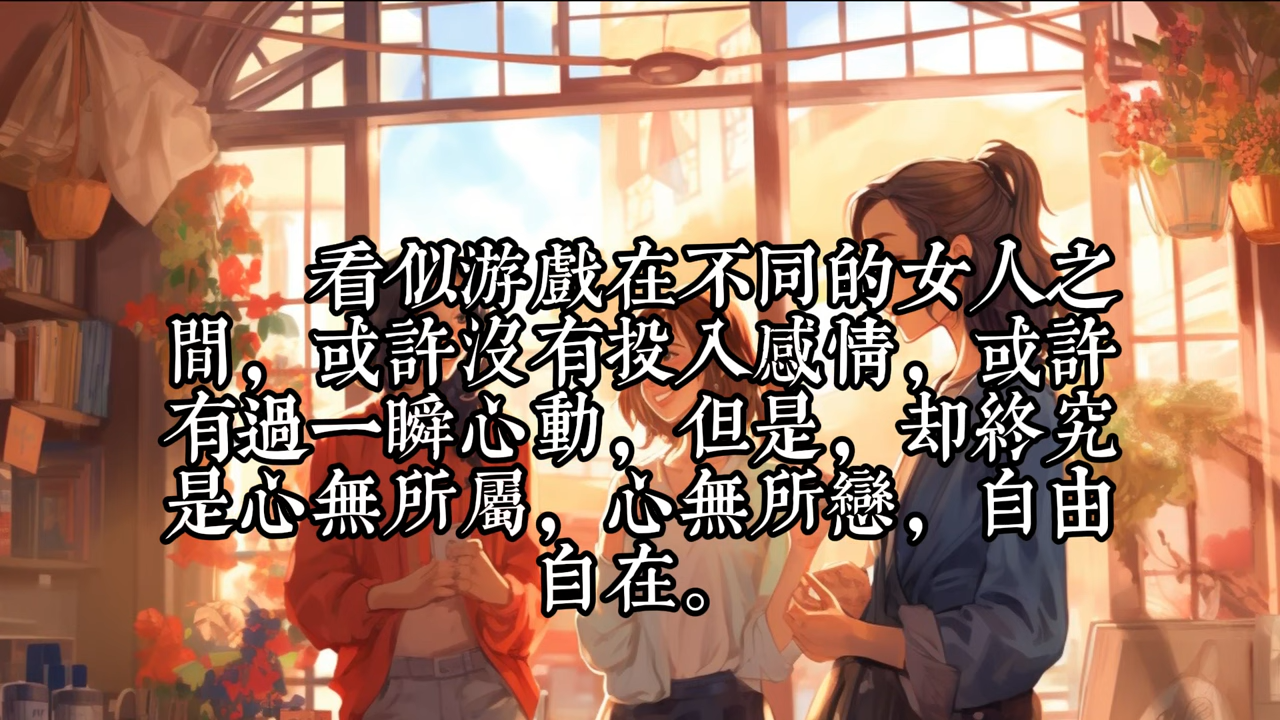 看似游戲在不同的女人之
間，或許沒有投入感情，或許
有過一瞬心動，但是，却終究
是心無所屬，心無所戀，自由
自在。